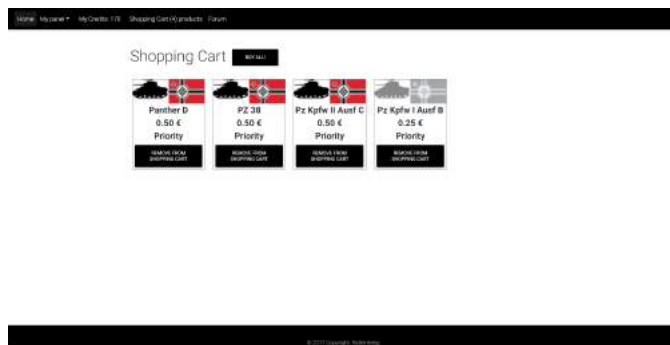 Home My panel My Credits: 170 Shopping Cart (4) products Forum
Shopping Cart BUY ALL!
Panther D
0.50 €
Priority
REMOVE FROM
SHOPPING CART
PZ 38
0.50 €
Priority
REMOVE FROM
SHOPPING CART
Pz Kpfw II Ausf C
0.50 €
Priority
REMOVE FROM
SHOPPING CART
Pz Kpfw I Ausf B
0.25 €
Priority
REMOVE FROM
SHOPPING CART
© 2017 Copyright: